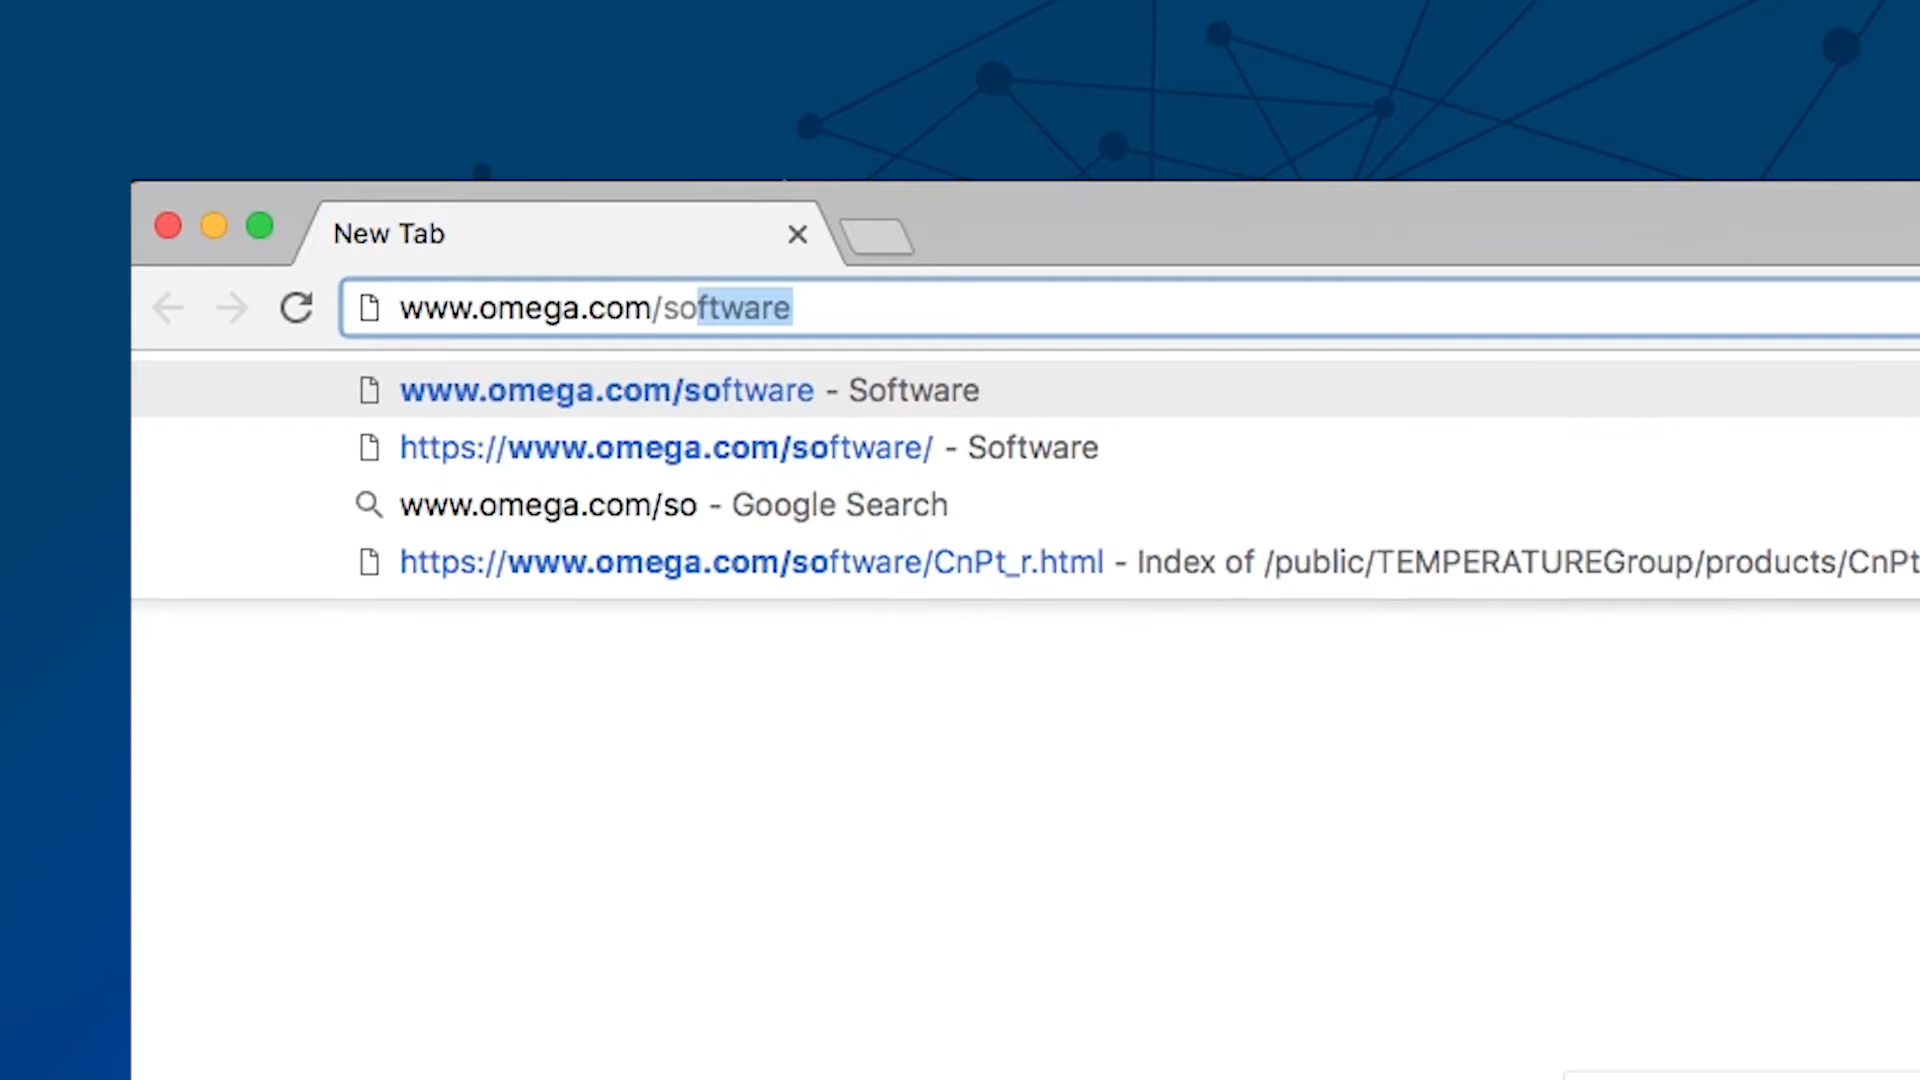 New Tab
www.omega.com/software
www.omega.com/software - Software
https://www.omega.com/software/ - Software
www.omega.com/so - Google Search
https://www.omega.com/software/CnPt_r.html - Index of /public/TEMPERATUREGroup/products/CnPt